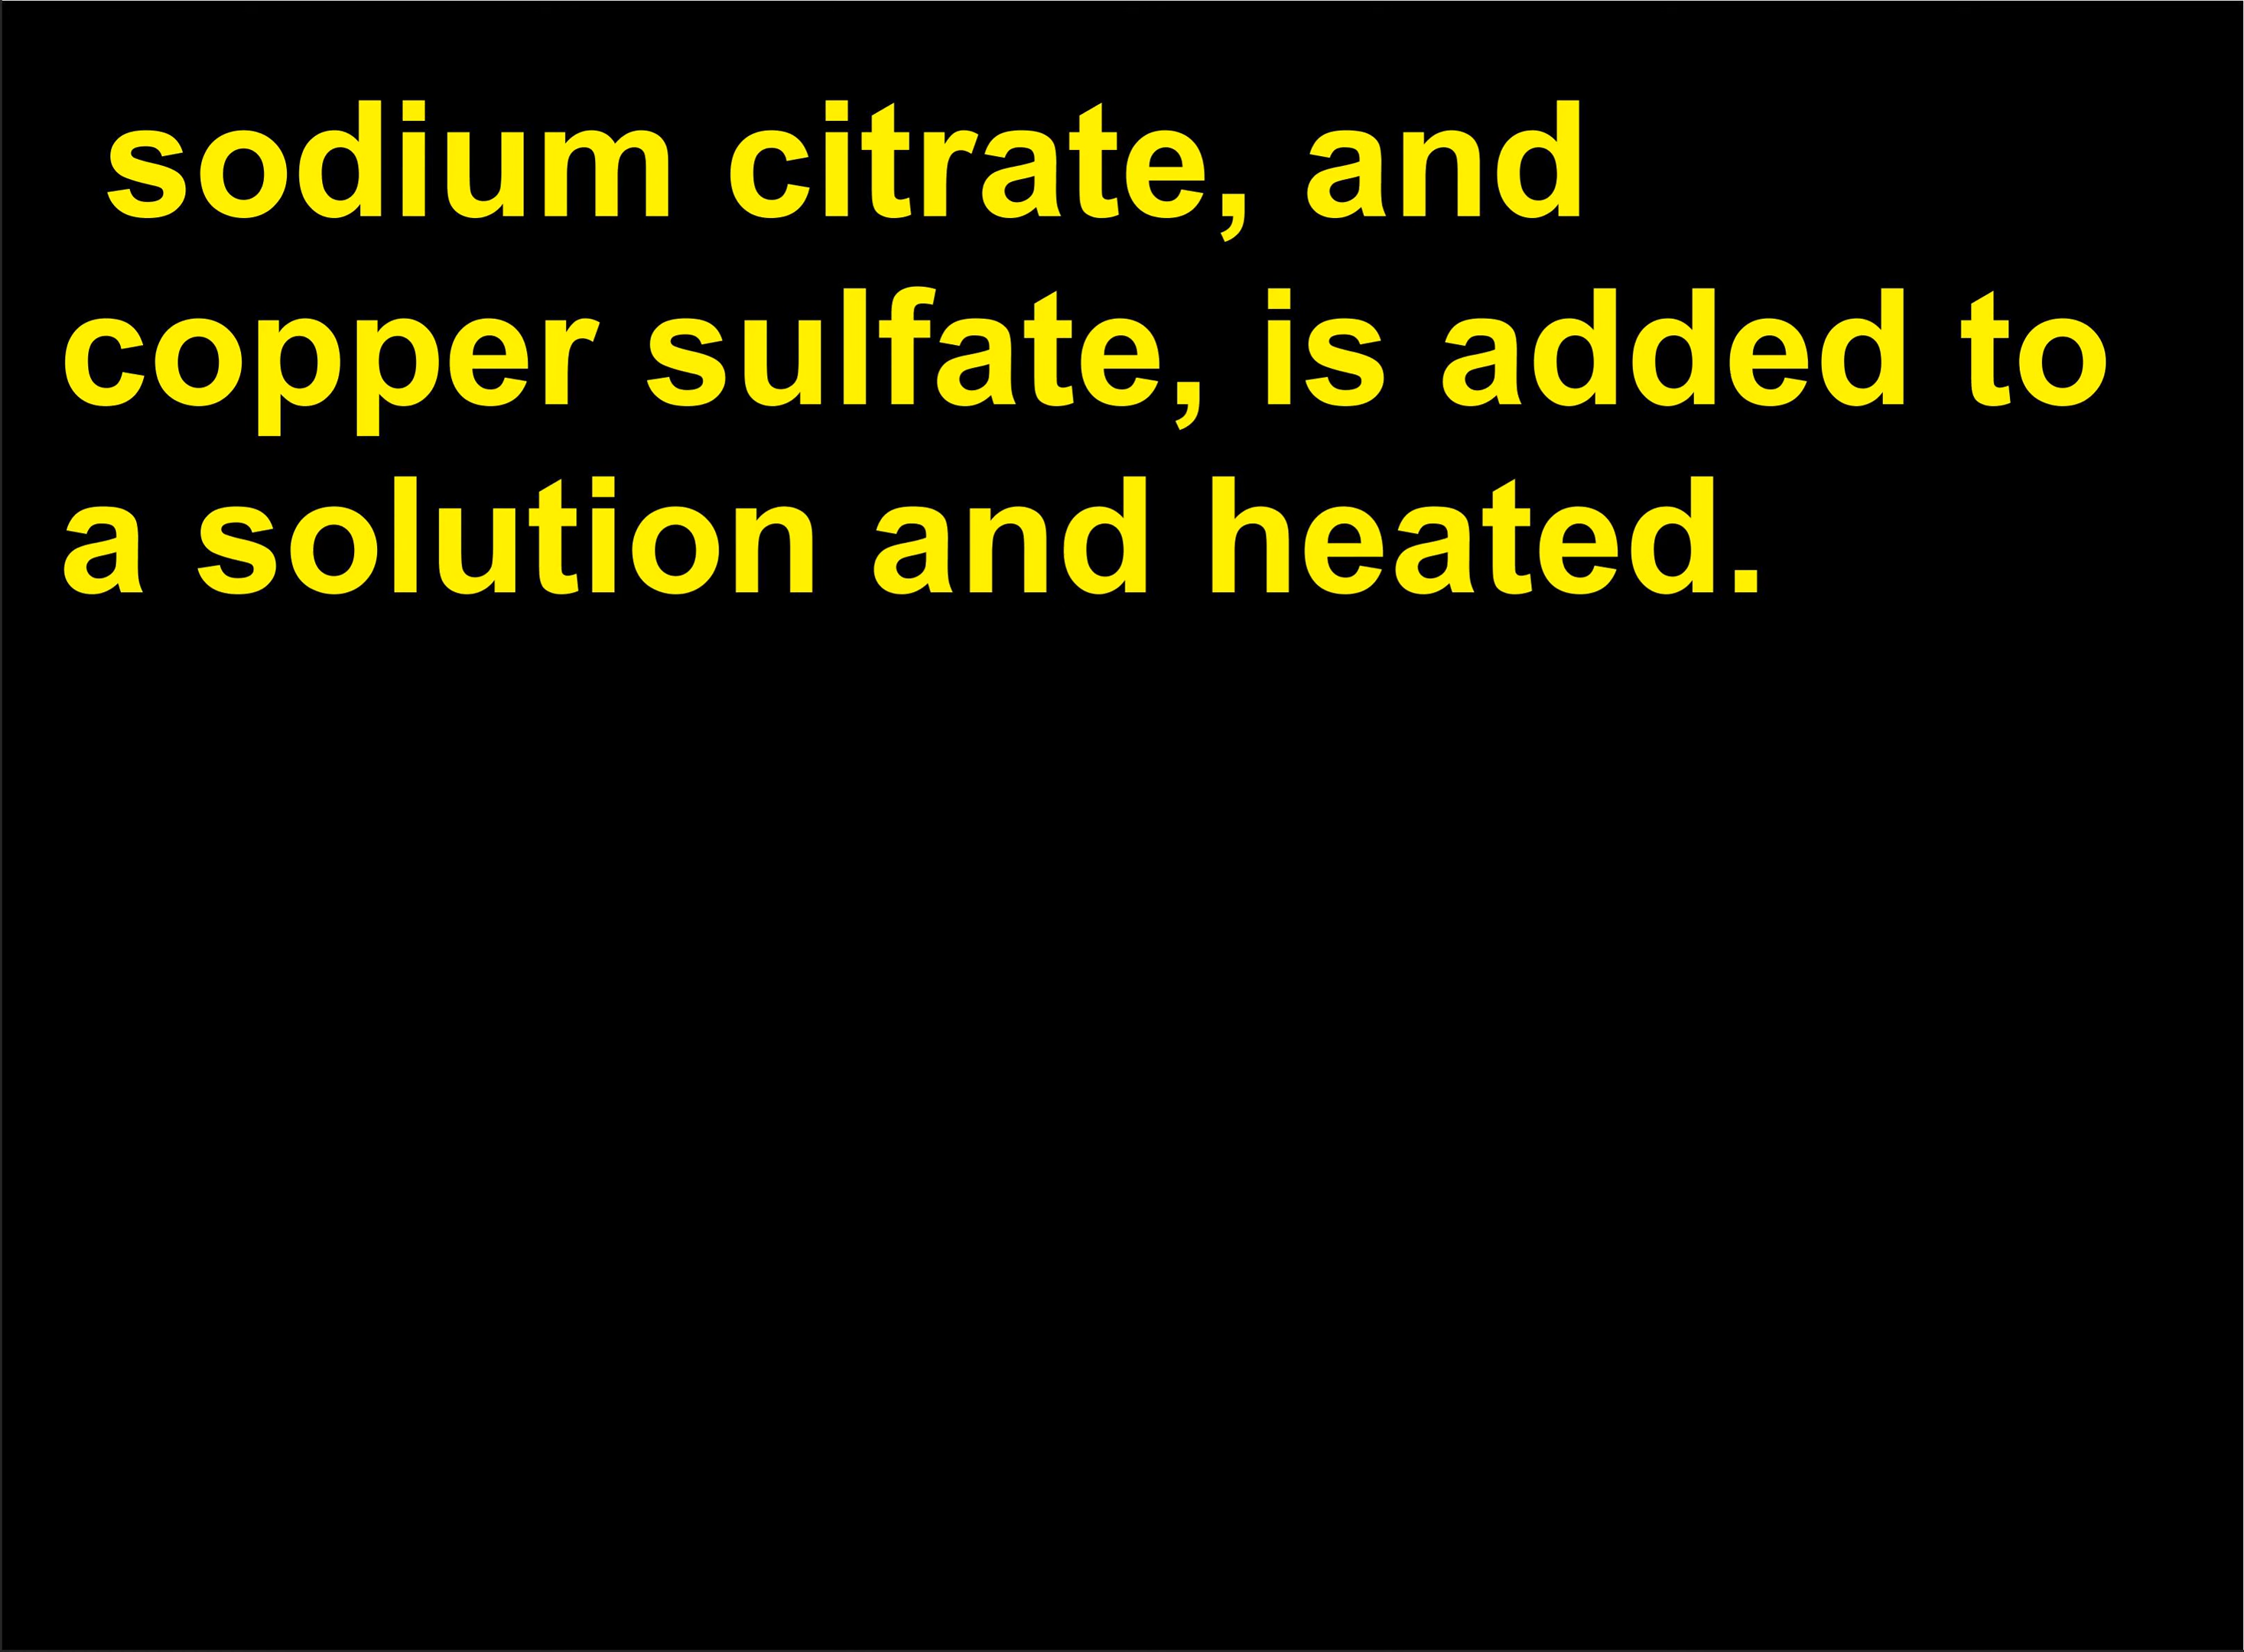 sodium citrate, and
copper sulfate, is added to
a solution and heated.